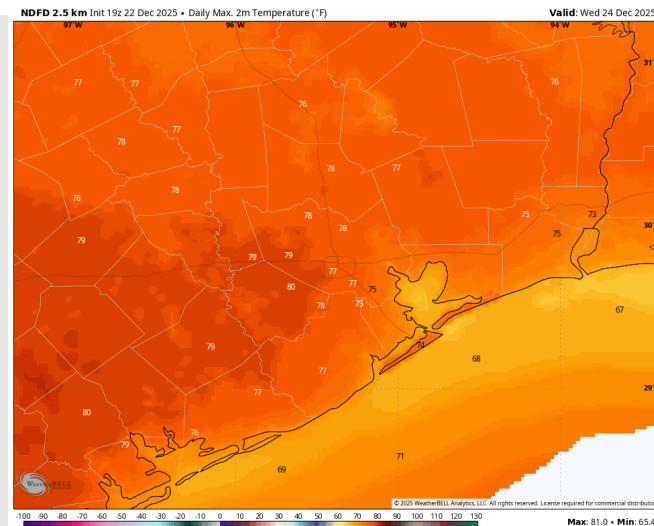 NDFD 2.5 km Init 19z 22 Dec 2025 • Daily Max. 2m Temperature (°F) Valid: Wed 24 Dec 2025
97°W 96°W 95°W 94°W
31°
77 77 76 76
77
78
78 77
78
78
78 75 73
30°
79 78 75
79 79
77
80 77 75
78 75
67
74
79 68
77
29°
77
80
76
79
71
69
WEATHERBELL
© 2025 WeatherBELL Analytics, LLC. All rights reserved. License required for commercial distributio
-100 -90 -80 -70 -60 -50 -40 -30 -20 -10 0 10 20 30 40 50 60 70 80 90 100 110 120 130
Max: 81.0 • Min: 65.4